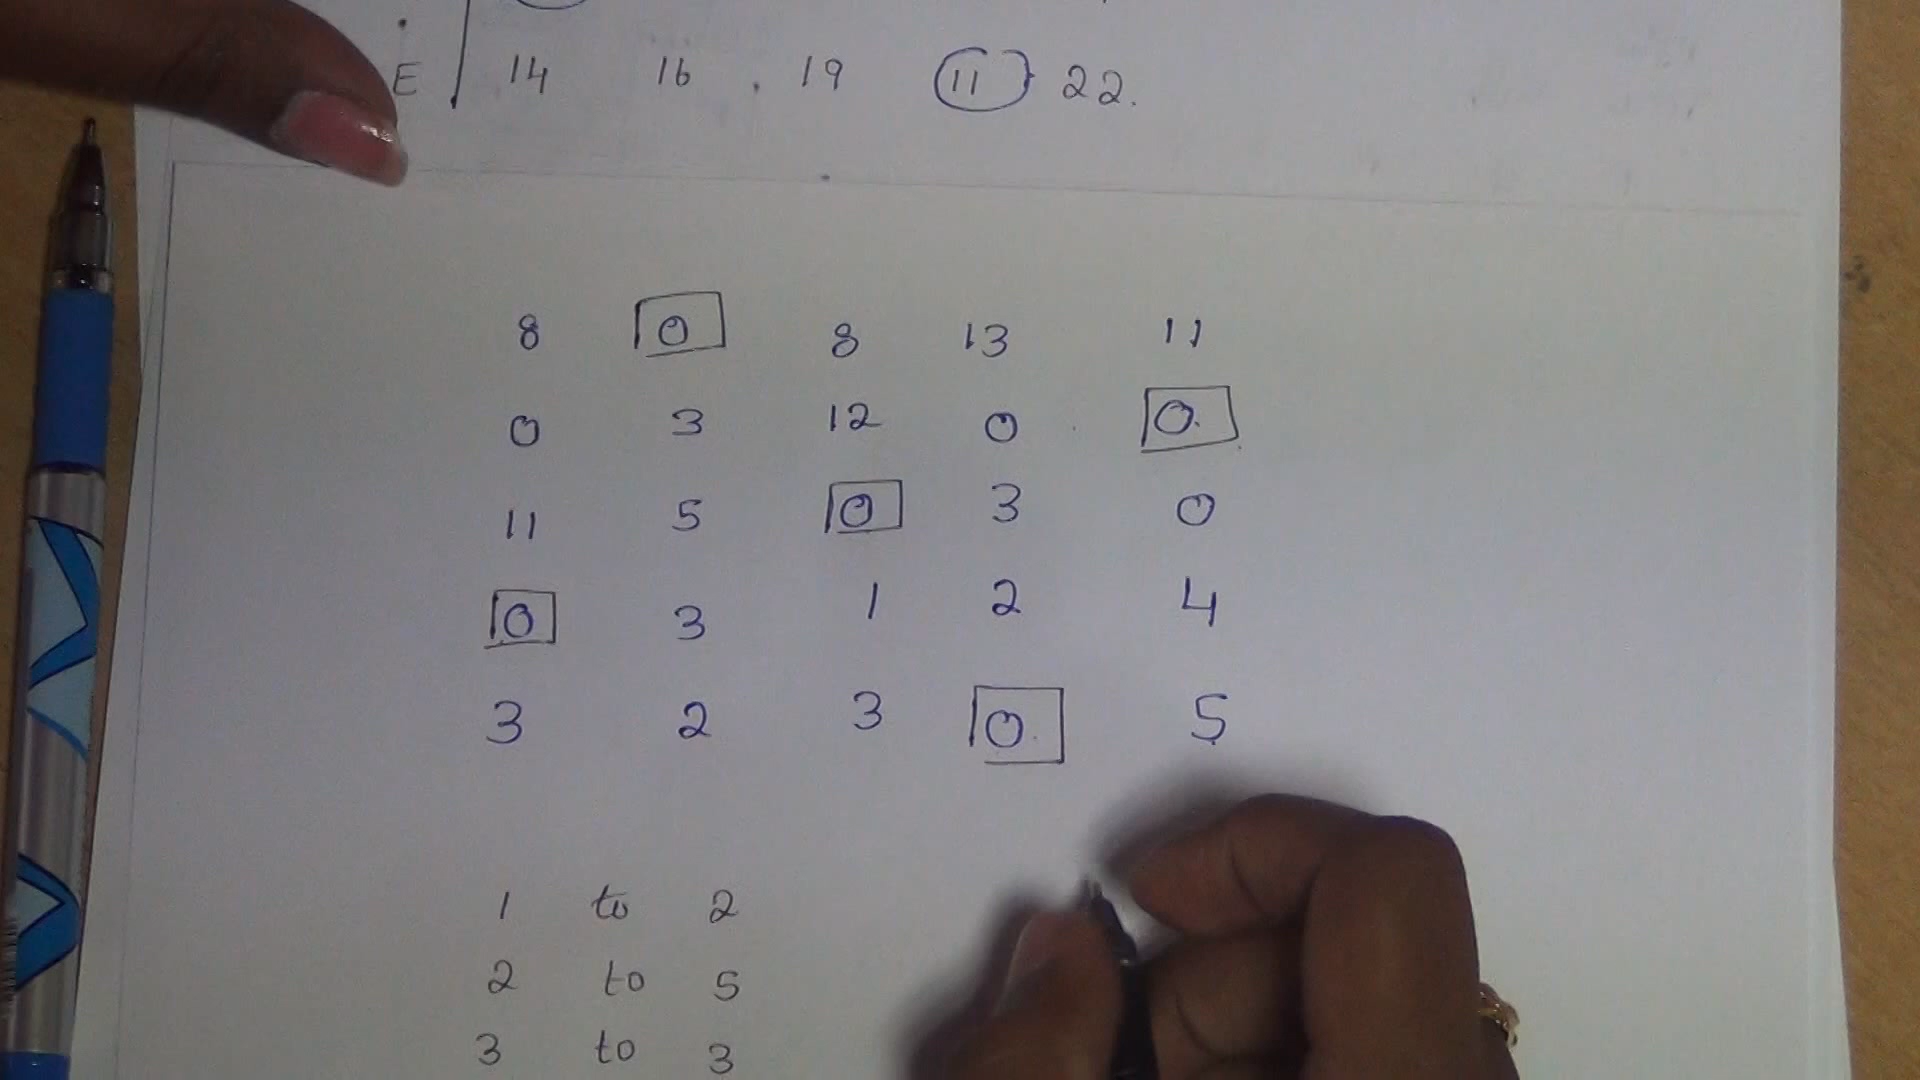 E 14 16 19 11 22.
8 0 8 13 11
0 3 12 0 0
11 5 0 3 0
0 3 1 2 4
3 2 3 0 5
1 to 2
2 to 5
3 to 3